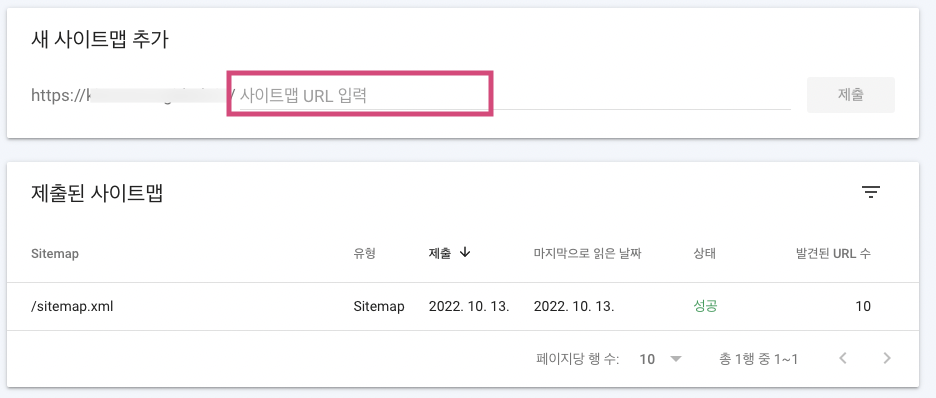 새 사이트맵 추가
https://k / 사이트맵 URL 입력 제출
제출된 사이트맵
Sitemap 유형 제출 마지막으로 읽은 날짜 상태 발견된 URL 수
/sitemap.xml Sitemap 2022. 10. 13. 2022. 10. 13. 성공 10
페이지당 행 수: 10 총 1행 중 1~1